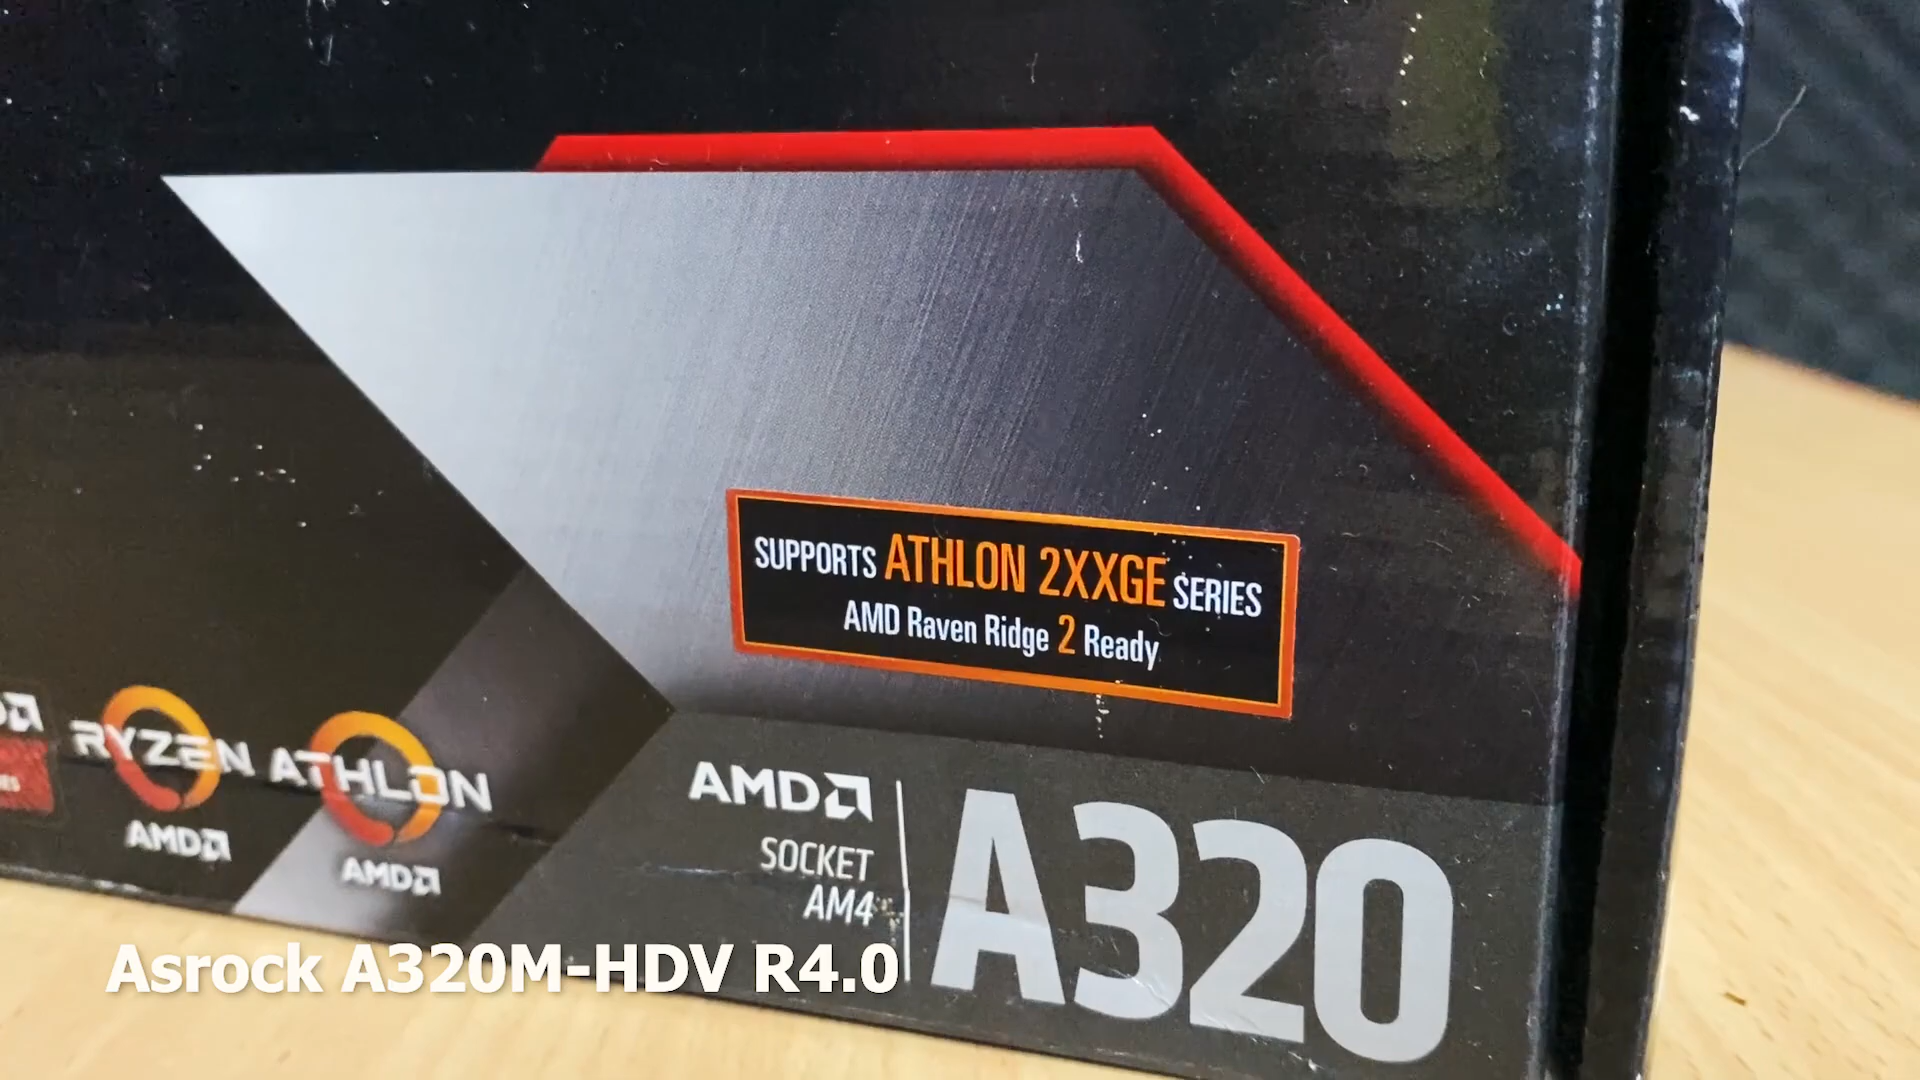 SUPPORTS ATHLON 2XXGE SERIES
AMD Raven Ridge 2 Ready
RYZEN
AMD
ATHLON
AMD
AMD
SOCKET
AM4
A320
Asrock A320M-HDV R4.0